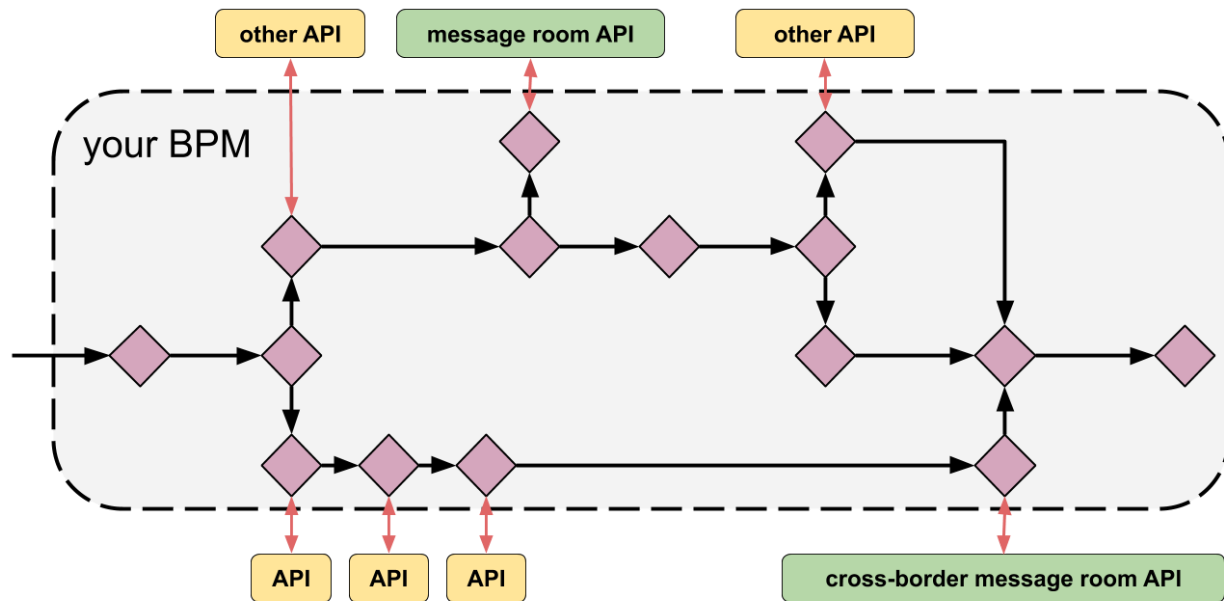 other API
message room API
other API
your BPM
API
API
API
cross-border message room API